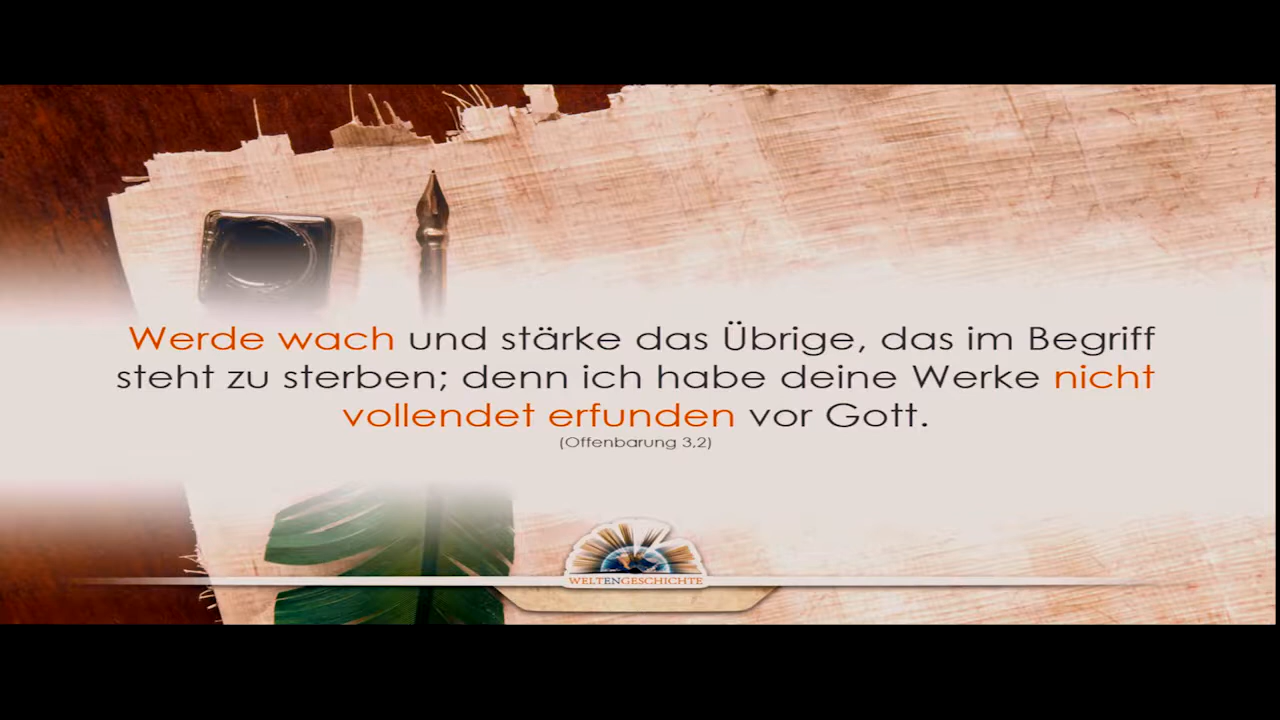 Werde wach und stärke das Übrige, das im Begriff
steht zu sterben; denn ich habe deine Werke nicht
vollendet erfunden vor Gott.
(Offenbarung 3,2)
WELTENGESCHICHTE